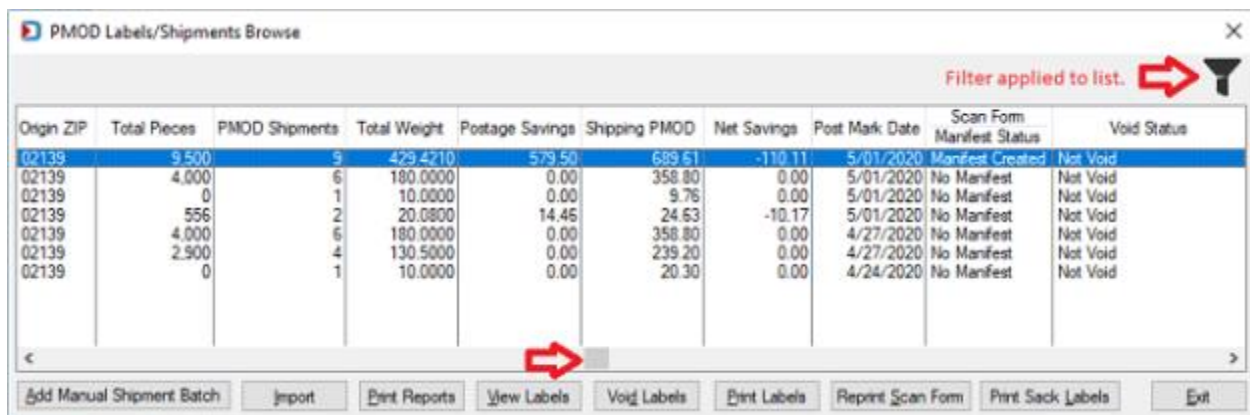 PMOD Labels/Shipments Browse
Filter applied to list.
Origin ZIP Total Pieces PMOD Shipments Total Weight Postage Savings Shipping PMOD Net Savings Post Mark Date Scan Form Manifest Status Void Status
02139 9,500 9 429.4210 579.50 689.61 -110.11 5/01/2020 Manifest Created Not Void
02139 4,000 6 180.0000 0.00 358.80 0.00 5/01/2020 No Manifest Not Void
02139 0 1 10.0000 0.00 9.76 0.00 5/01/2020 No Manifest Not Void
02139 556 2 20.0800 14.46 24.63 -10.17 5/01/2020 No Manifest Not Void
02139 4,000 6 180.0000 0.00 358.80 0.00 4/27/2020 No Manifest Not Void
02139 2,900 4 130.5000 0.00 239.20 0.00 4/27/2020 No Manifest Not Void
02139 0 1 10.0000 0.00 20.30 0.00 4/24/2020 No Manifest Not Void
Add Manual Shipment Batch Import Print Reports View Labels Void Labels Print Labels Reprint Scan Form Print Sack Labels Exit